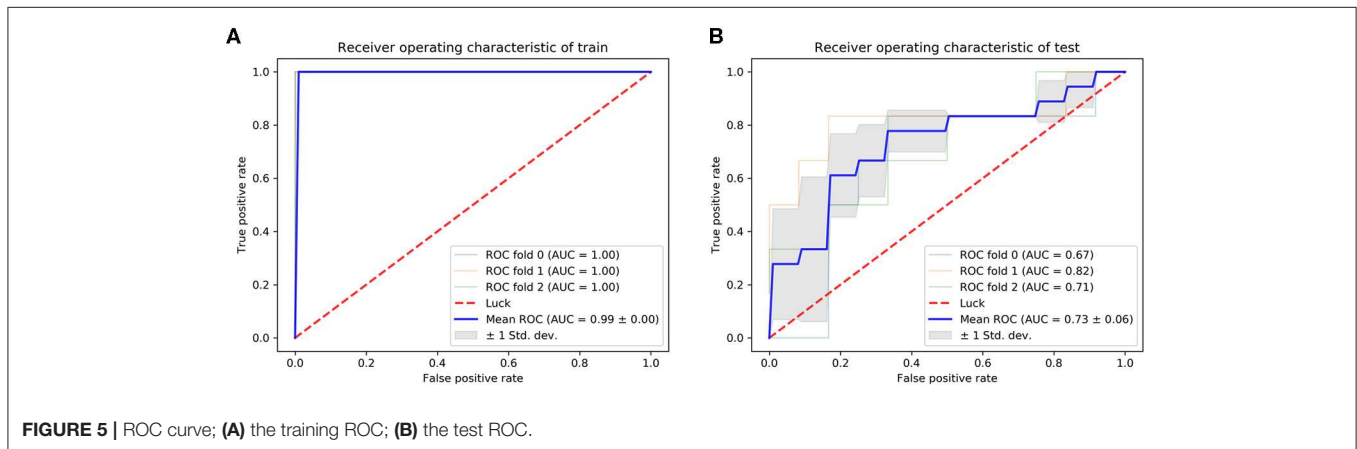 A
Receiver operating characteristic of train
1.0
0.8
0.6
0.4
0.2
0.0
True positive rate
0.0 0.2 0.4 0.6 0.8 1.0
False positive rate
ROC fold 0 (AUC = 1.00)
ROC fold 1 (AUC = 1.00)
ROC fold 2 (AUC = 1.00)
Luck
Mean ROC (AUC = 0.99 ± 0.00)
± 1 Std. dev.
B
Receiver operating characteristic of test
1.0
0.8
0.6
0.4
0.2
0.0
True positive rate
0.0 0.2 0.4 0.6 0.8 1.0
False positive rate
ROC fold 0 (AUC = 0.67)
ROC fold 1 (AUC = 0.82)
ROC fold 2 (AUC = 0.71)
Luck
Mean ROC (AUC = 0.73 ± 0.06)
± 1 Std. dev.
FIGURE 5 | ROC curve; (A) the training ROC; (B) the test ROC.